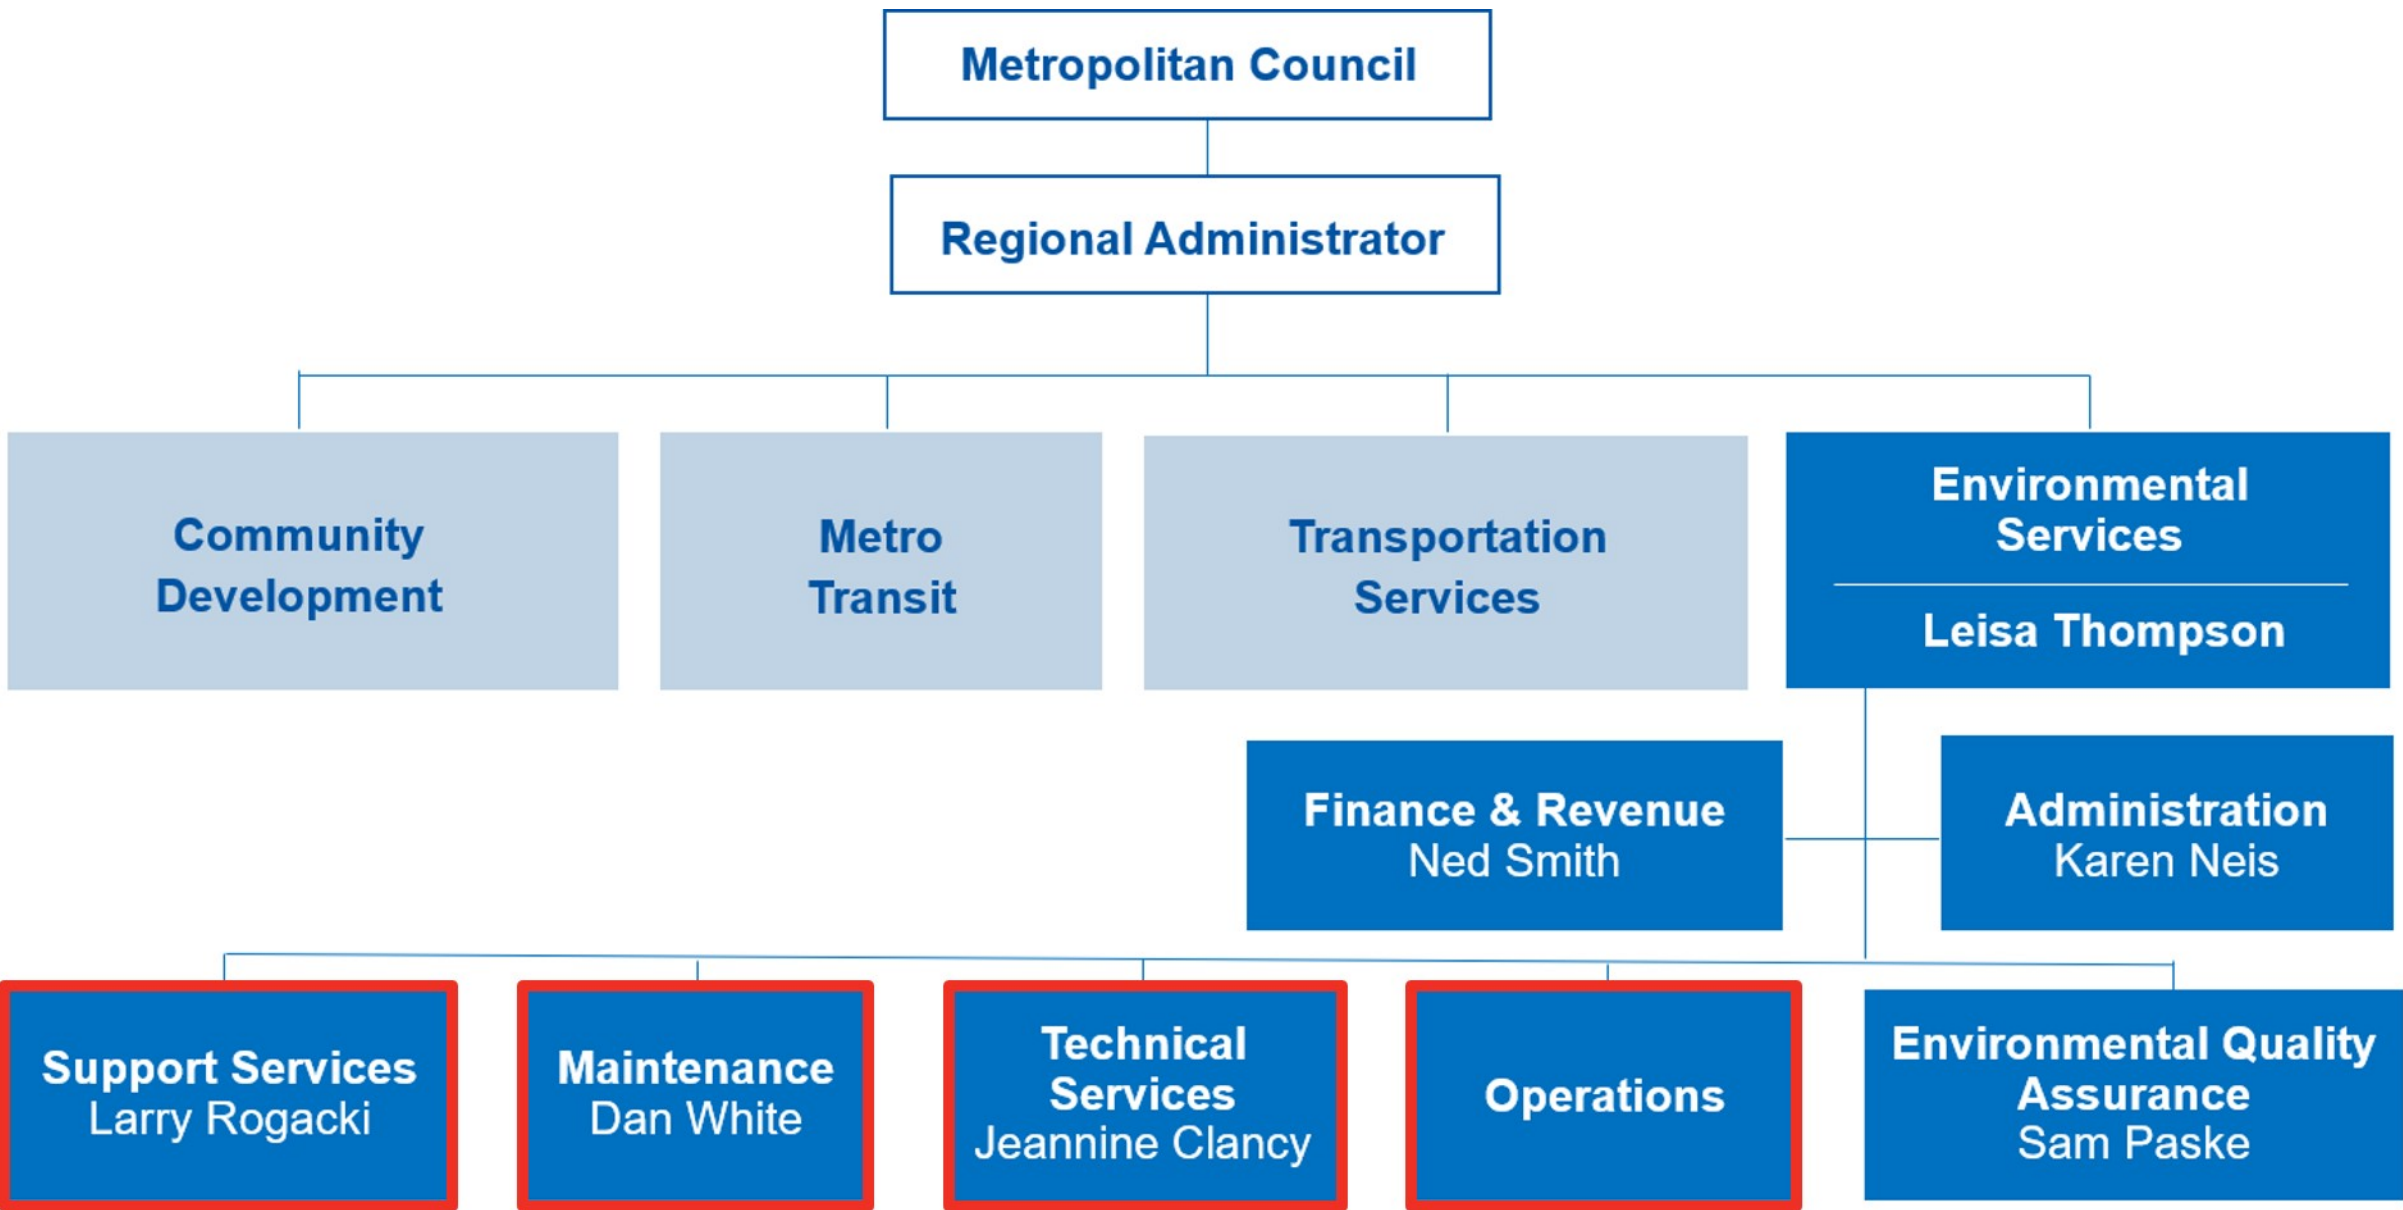 Metropolitan Council
Regional Administrator
Community
Development
Metro
Transit
Transportation
Services
Environmental
Services
Leisa Thompson
Finance & Revenue
Ned Smith
Administration
Karen Neis
Support Services
Larry Rogacki
Maintenance
Dan White
Technical
Services
Jeannine Clancy
Operations
Environmental Quality
Assurance
Sam Paske